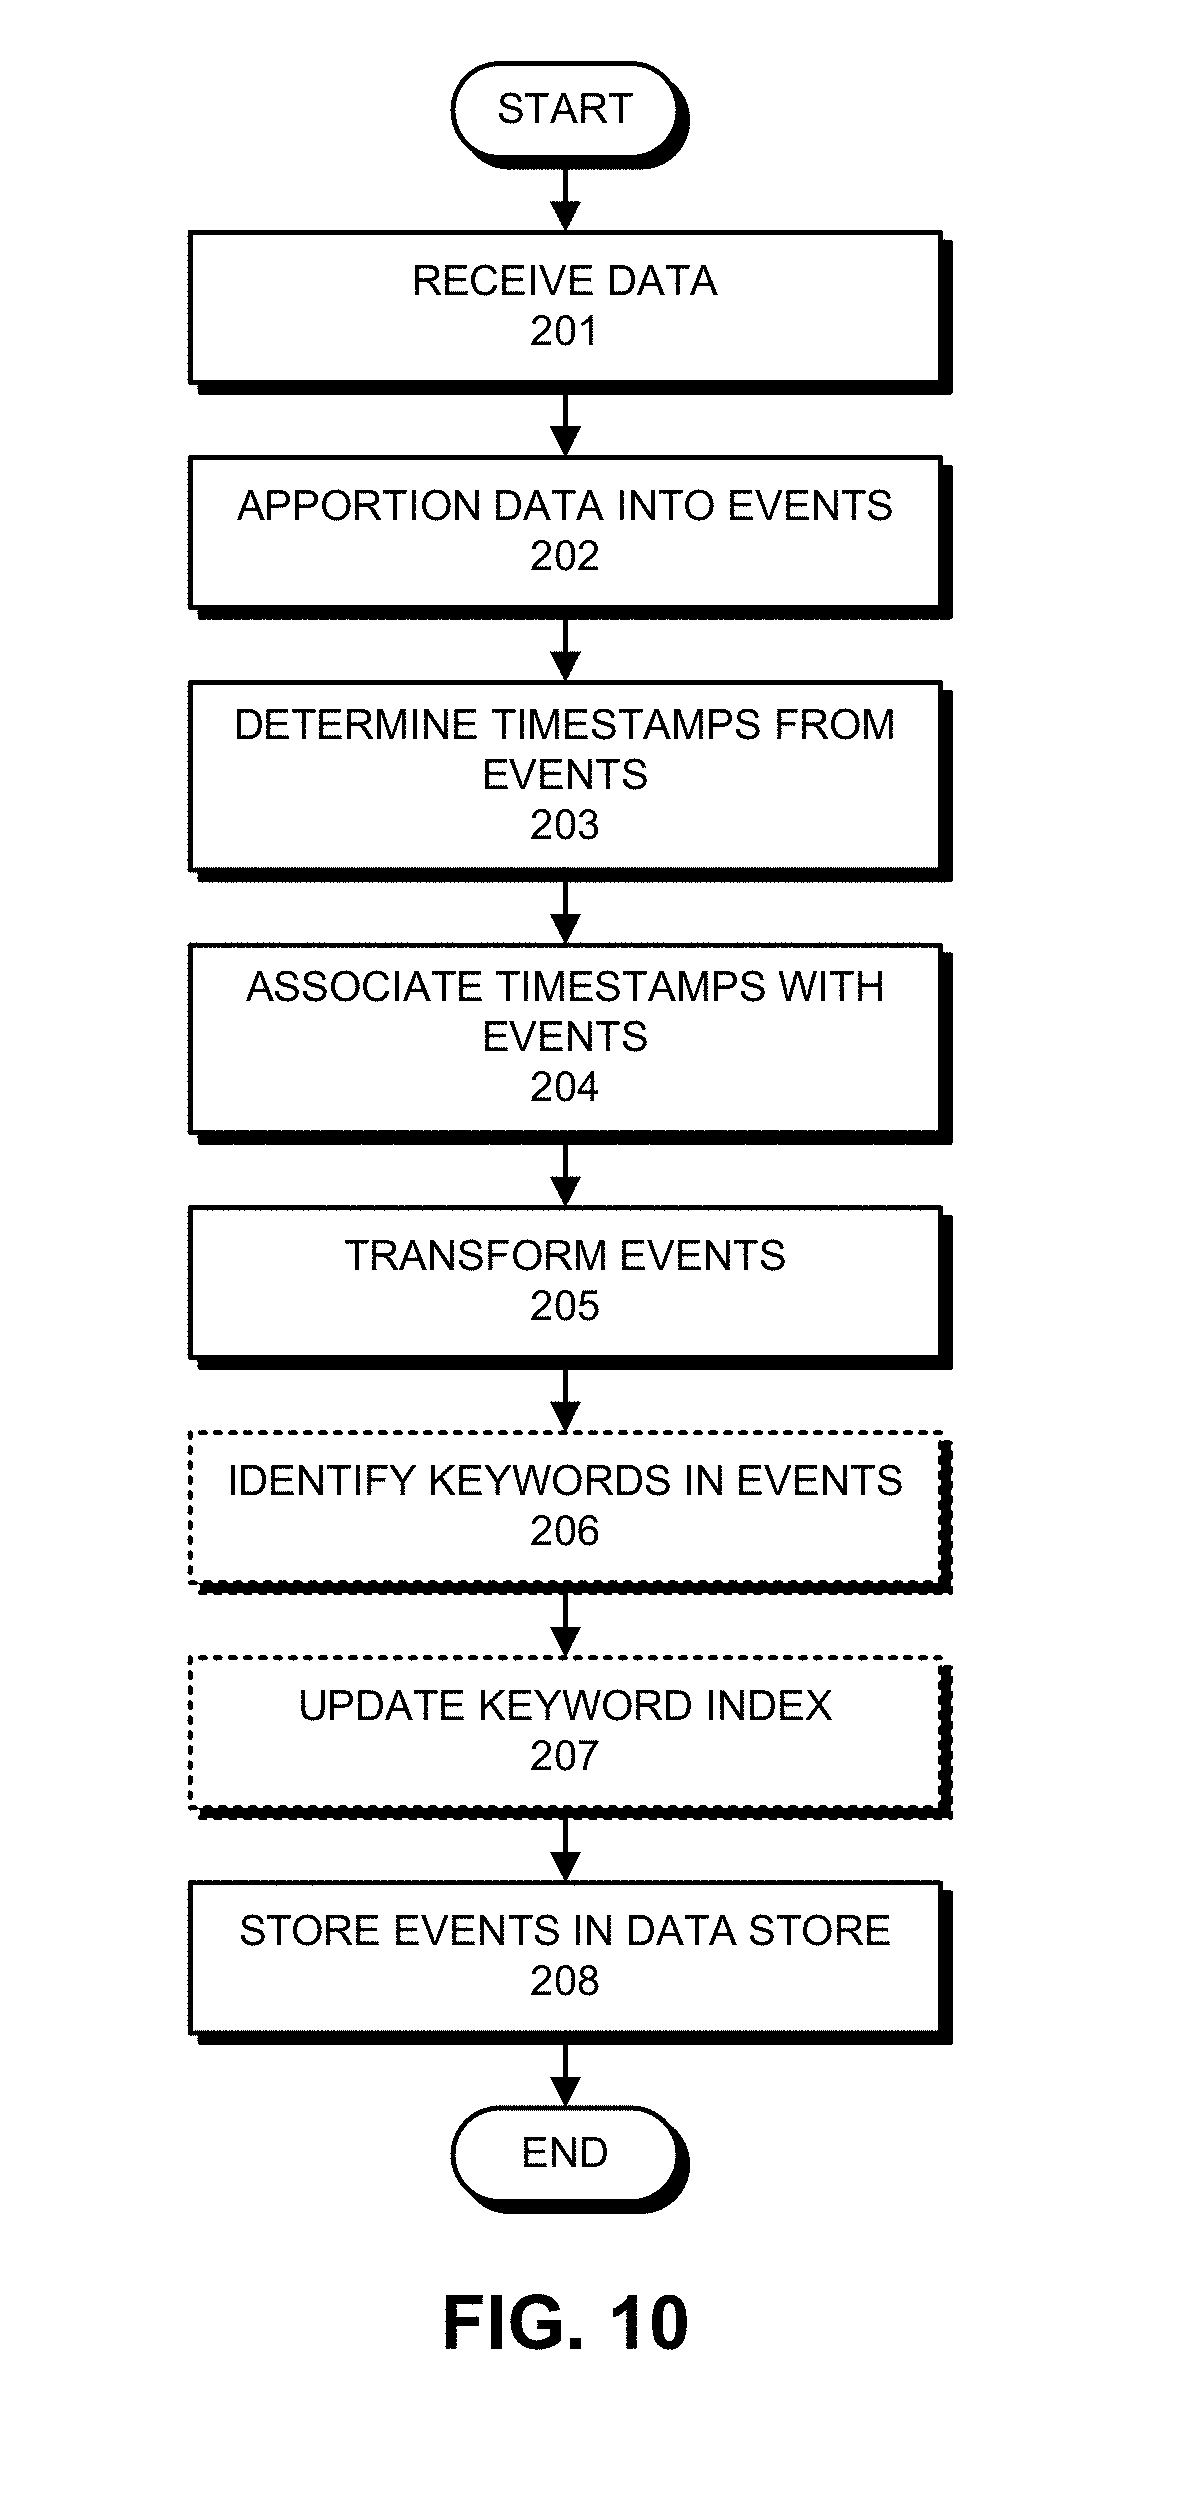 START
RECEIVE DATA
201
APPORTION DATA INTO EVENTS
202
DETERMINE TIMESTAMPS FROM
EVENTS
203
ASSOCIATE TIMESTAMPS WITH
EVENTS
204
TRANSFORM EVENTS
205
IDENTIFY KEYWORDS IN EVENTS
206
UPDATE KEYWORD INDEX
207
STORE EVENTS IN DATA STORE
208
END
FIG. 10